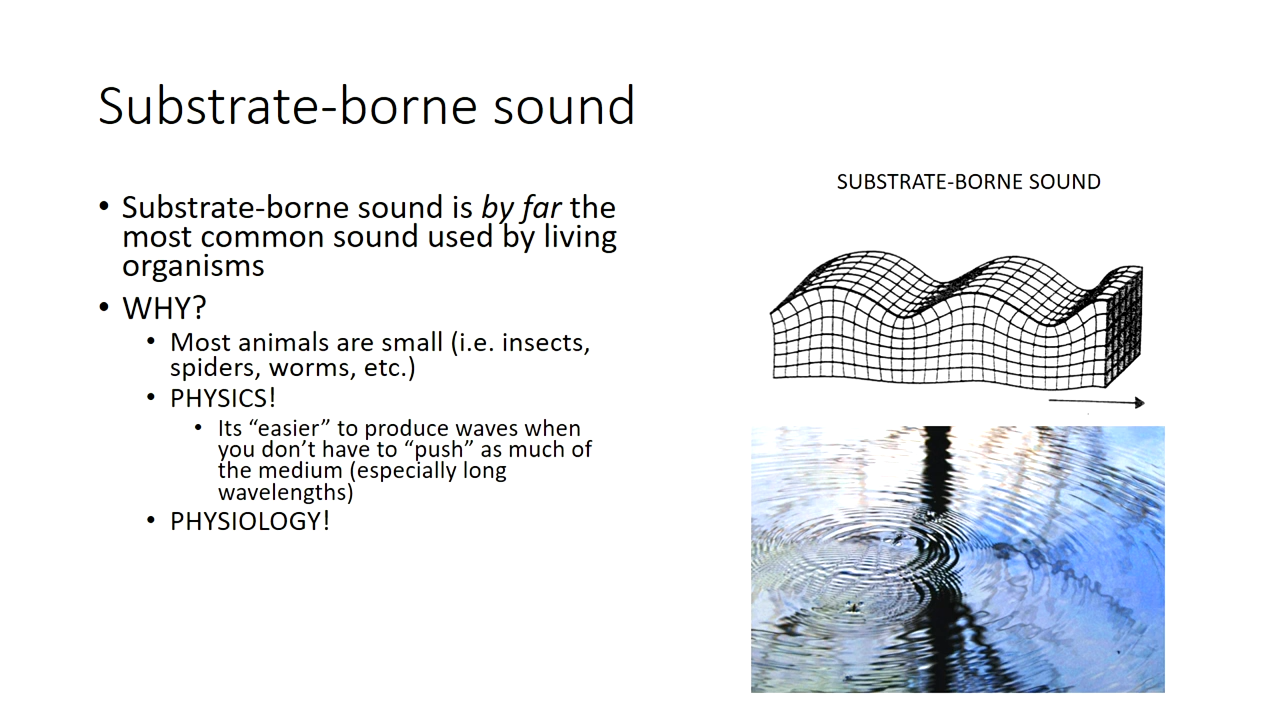 Substrate-borne sound
• Substrate-borne sound is by far the
most common sound used by living
organisms
• WHY?
• Most animals are small (i.e. insects,
spiders, worms, etc.)
• PHYSICS!
• Its “easier” to produce waves when
you don’t have to “push” as much of
the medium (especially long
wavelengths)
• PHYSIOLOGY!
SUBSTRATE-BORNE SOUND